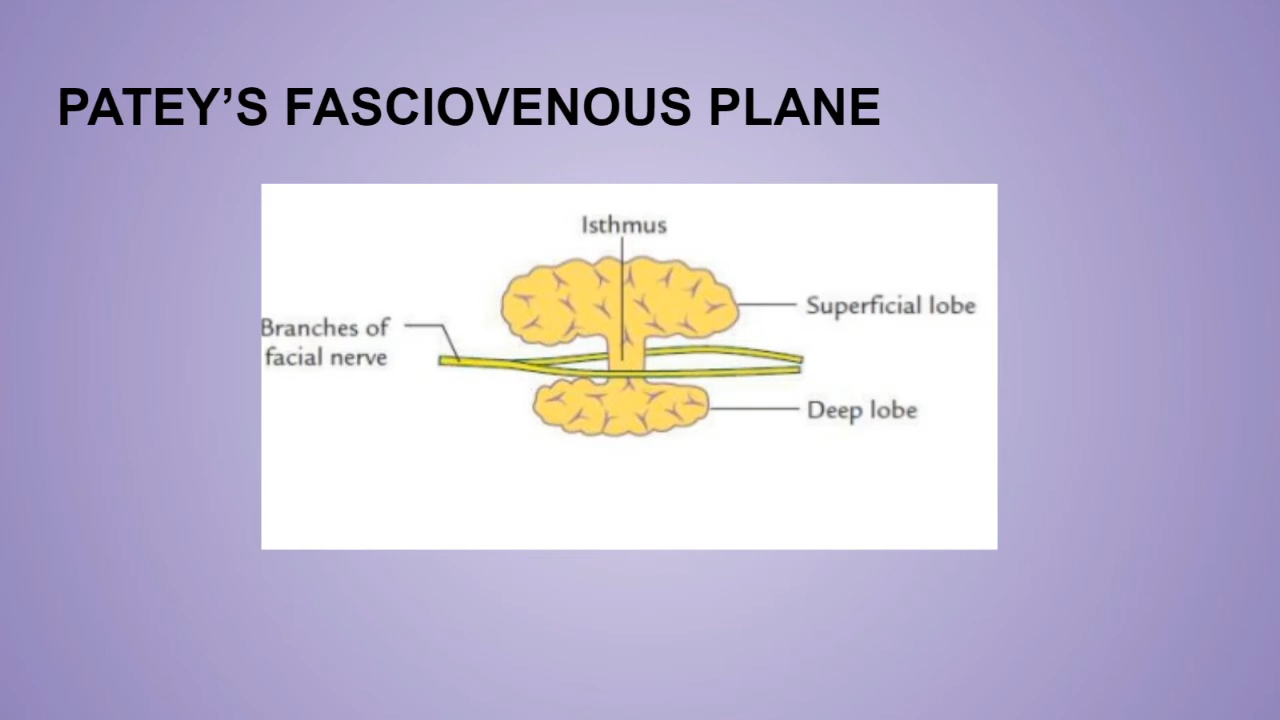 PATEY’S FASCIOVENOUS PLANE
Isthmus
Superficial lobe
Branches of
facial nerve
Deep lobe